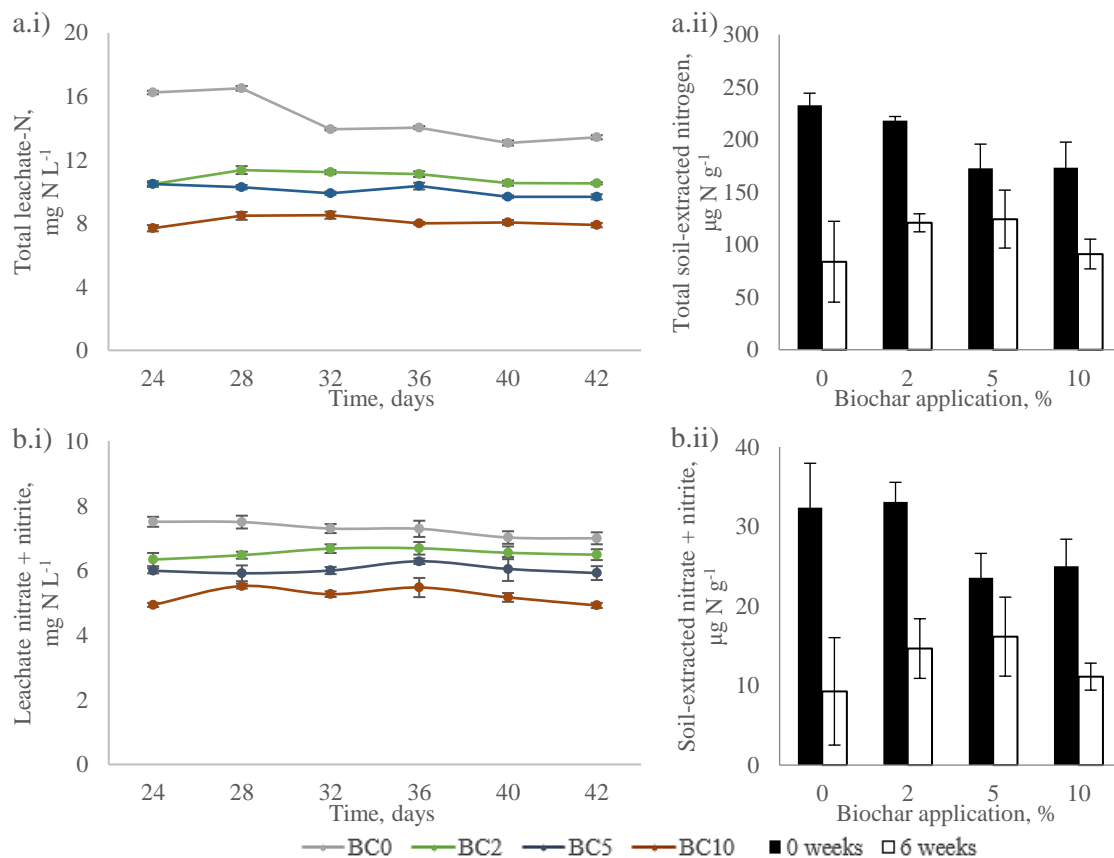 a.i)
20
16
12
8
4
0
Total leachate-N,
mg N L⁻¹
24 28 32 36 40 42
Time, days
a.ii)
300
250
200
150
100
50
0
Total soil-extracted nitrogen,
µg N g⁻¹
0 2 5 10
Biochar application, %
b.i)
10
8
6
4
2
0
Leachate nitrate + nitrite,
mg N L⁻¹
24 28 32 36 40 42
Time, days
b.ii)
40
30
20
10
0
Soil-extracted nitrate + nitrite,
µg N g⁻¹
0 2 5 10
Biochar application, %
BC0 BC2 BC5 BC10 0 weeks 6 weeks